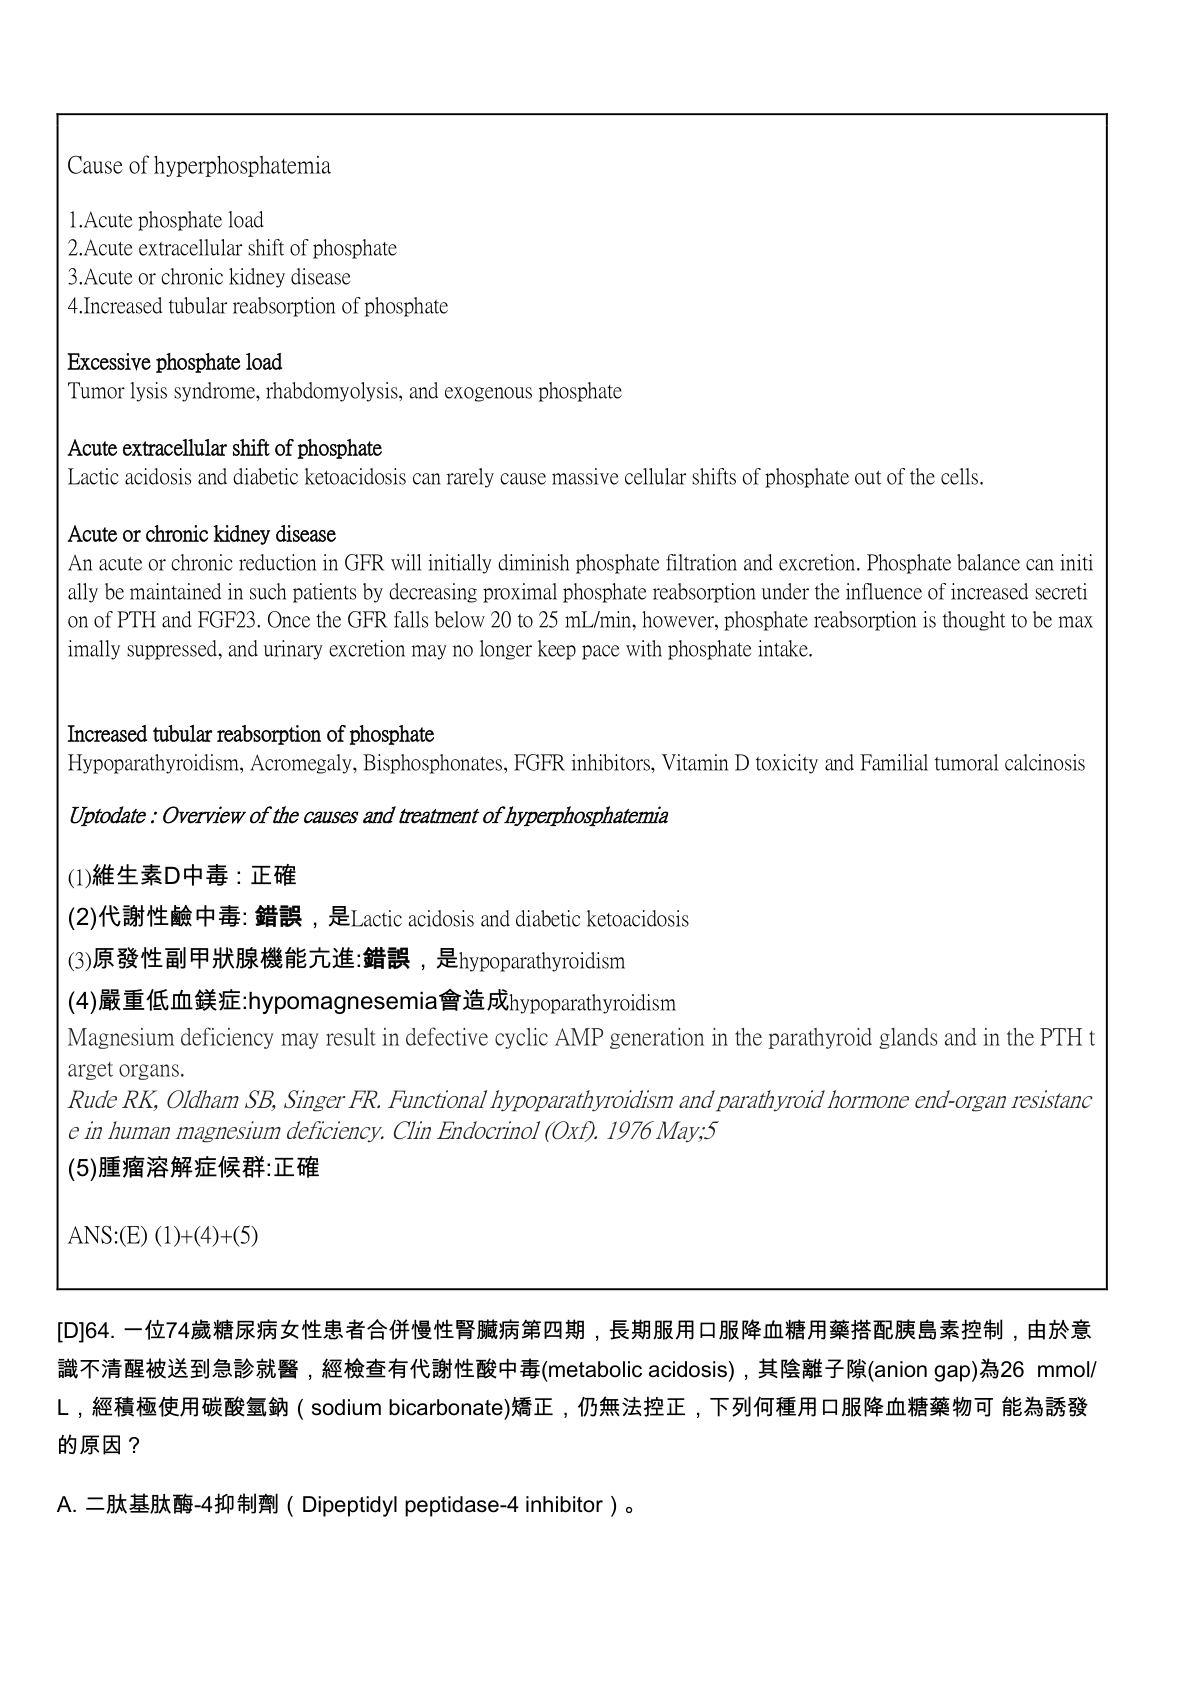 Cause of hyperphosphatemia
1.Acute phosphate load
2.Acute extracellular shift of phosphate
3.Acute or chronic kidney disease
4.Increased tubular reabsorption of phosphate
Excessive phosphate load
Tumor lysis syndrome, rhabdomyolysis, and exogenous phosphate
Acute extracellular shift of phosphate
Lactic acidosis and diabetic ketoacidosis can rarely cause massive cellular shifts of phosphate out of the cells.
Acute or chronic kidney disease
An acute or chronic reduction in GFR will initially diminish phosphate filtration and excretion. Phosphate balance can initi
ally be maintained in such patients by decreasing proximal phosphate reabsorption under the influence of increased secreti
on of PTH and FGF23. Once the GFR falls below 20 to 25 mL/min, however, phosphate reabsorption is thought to be max
imally suppressed, and urinary excretion may no longer keep pace with phosphate intake.
Increased tubular reabsorption of phosphate
Hypoparathyroidism, Acromegaly, Bisphosphonates, FGFR inhibitors, Vitamin D toxicity and Familial tumoral calcinosis
Uptodate : Overview of the causes and treatment of hyperphosphatemia
(1)維生素D中毒：正確
(2)代謝性鹼中毒: 錯誤，是Lactic acidosis and diabetic ketoacidosis
(3)原發性副甲狀腺機能亢進:錯誤，是hypoparathyroidism
(4)嚴重低血鎂症:hypomagnesemia會造成hypoparathyroidism
Magnesium deficiency may result in defective cyclic AMP generation in the parathyroid glands and in the PTH t
arget organs.
Rude RK, Oldham SB, Singer FR. Functional hypoparathyroidism and parathyroid hormone end-organ resistanc
e in human magnesium deficiency. Clin Endocrinol (Oxf). 1976 May;5
(5)腫瘤溶解症候群:正確
ANS:(E) (1)+(4)+(5)
[D]64. 一位74歲糖尿病女性患者合併慢性腎臟病第四期，長期服用口服降血糖用藥搭配胰島素控制，由於意
識不清醒被送到急診就醫，經檢查有代謝性酸中毒(metabolic acidosis)，其陰離子隙(anion gap)為26 mmol/
L，經積極使用碳酸氫鈉（sodium bicarbonate)矯正，仍無法控正，下列何種用口服降血糖藥物可 能為誘發
的原因？
A. 二肽基肽酶-4抑制劑（Dipeptidyl peptidase-4 inhibitor）。